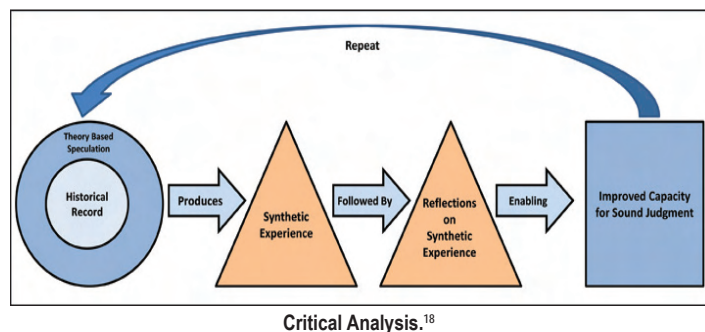 Repeat
Theory Based
Speculation
Historical
Record
Produces
Synthetic
Experience
Followed By
Reflections
on
Synthetic
Experience
Enabling
Improved Capacity
for Sound Judgment
Critical Analysis.18